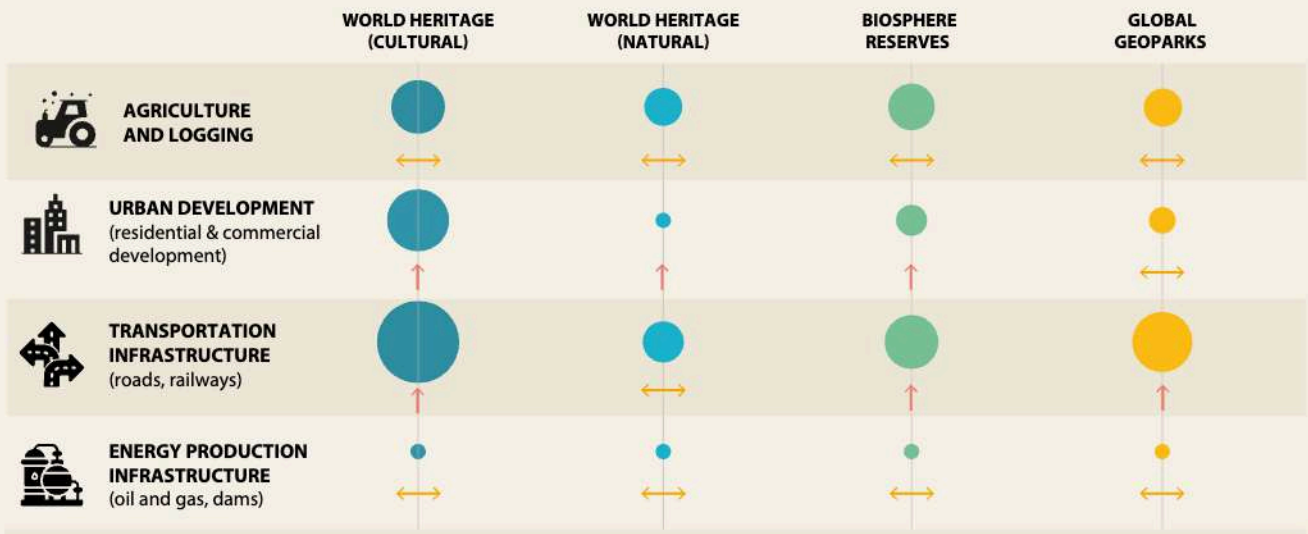 WORLD HERITAGE
(CULTURAL)
WORLD HERITAGE
(NATURAL)
BIOSPHERE
RESERVES
GLOBAL
GEOPARKS
AGRICULTURE
AND LOGGING
URBAN DEVELOPMENT
(residential & commercial
development)
TRANSPORTATION
INFRASTRUCTURE
(roads, railways)
ENERGY PRODUCTION
INFRASTRUCTURE
(oil and gas, dams)